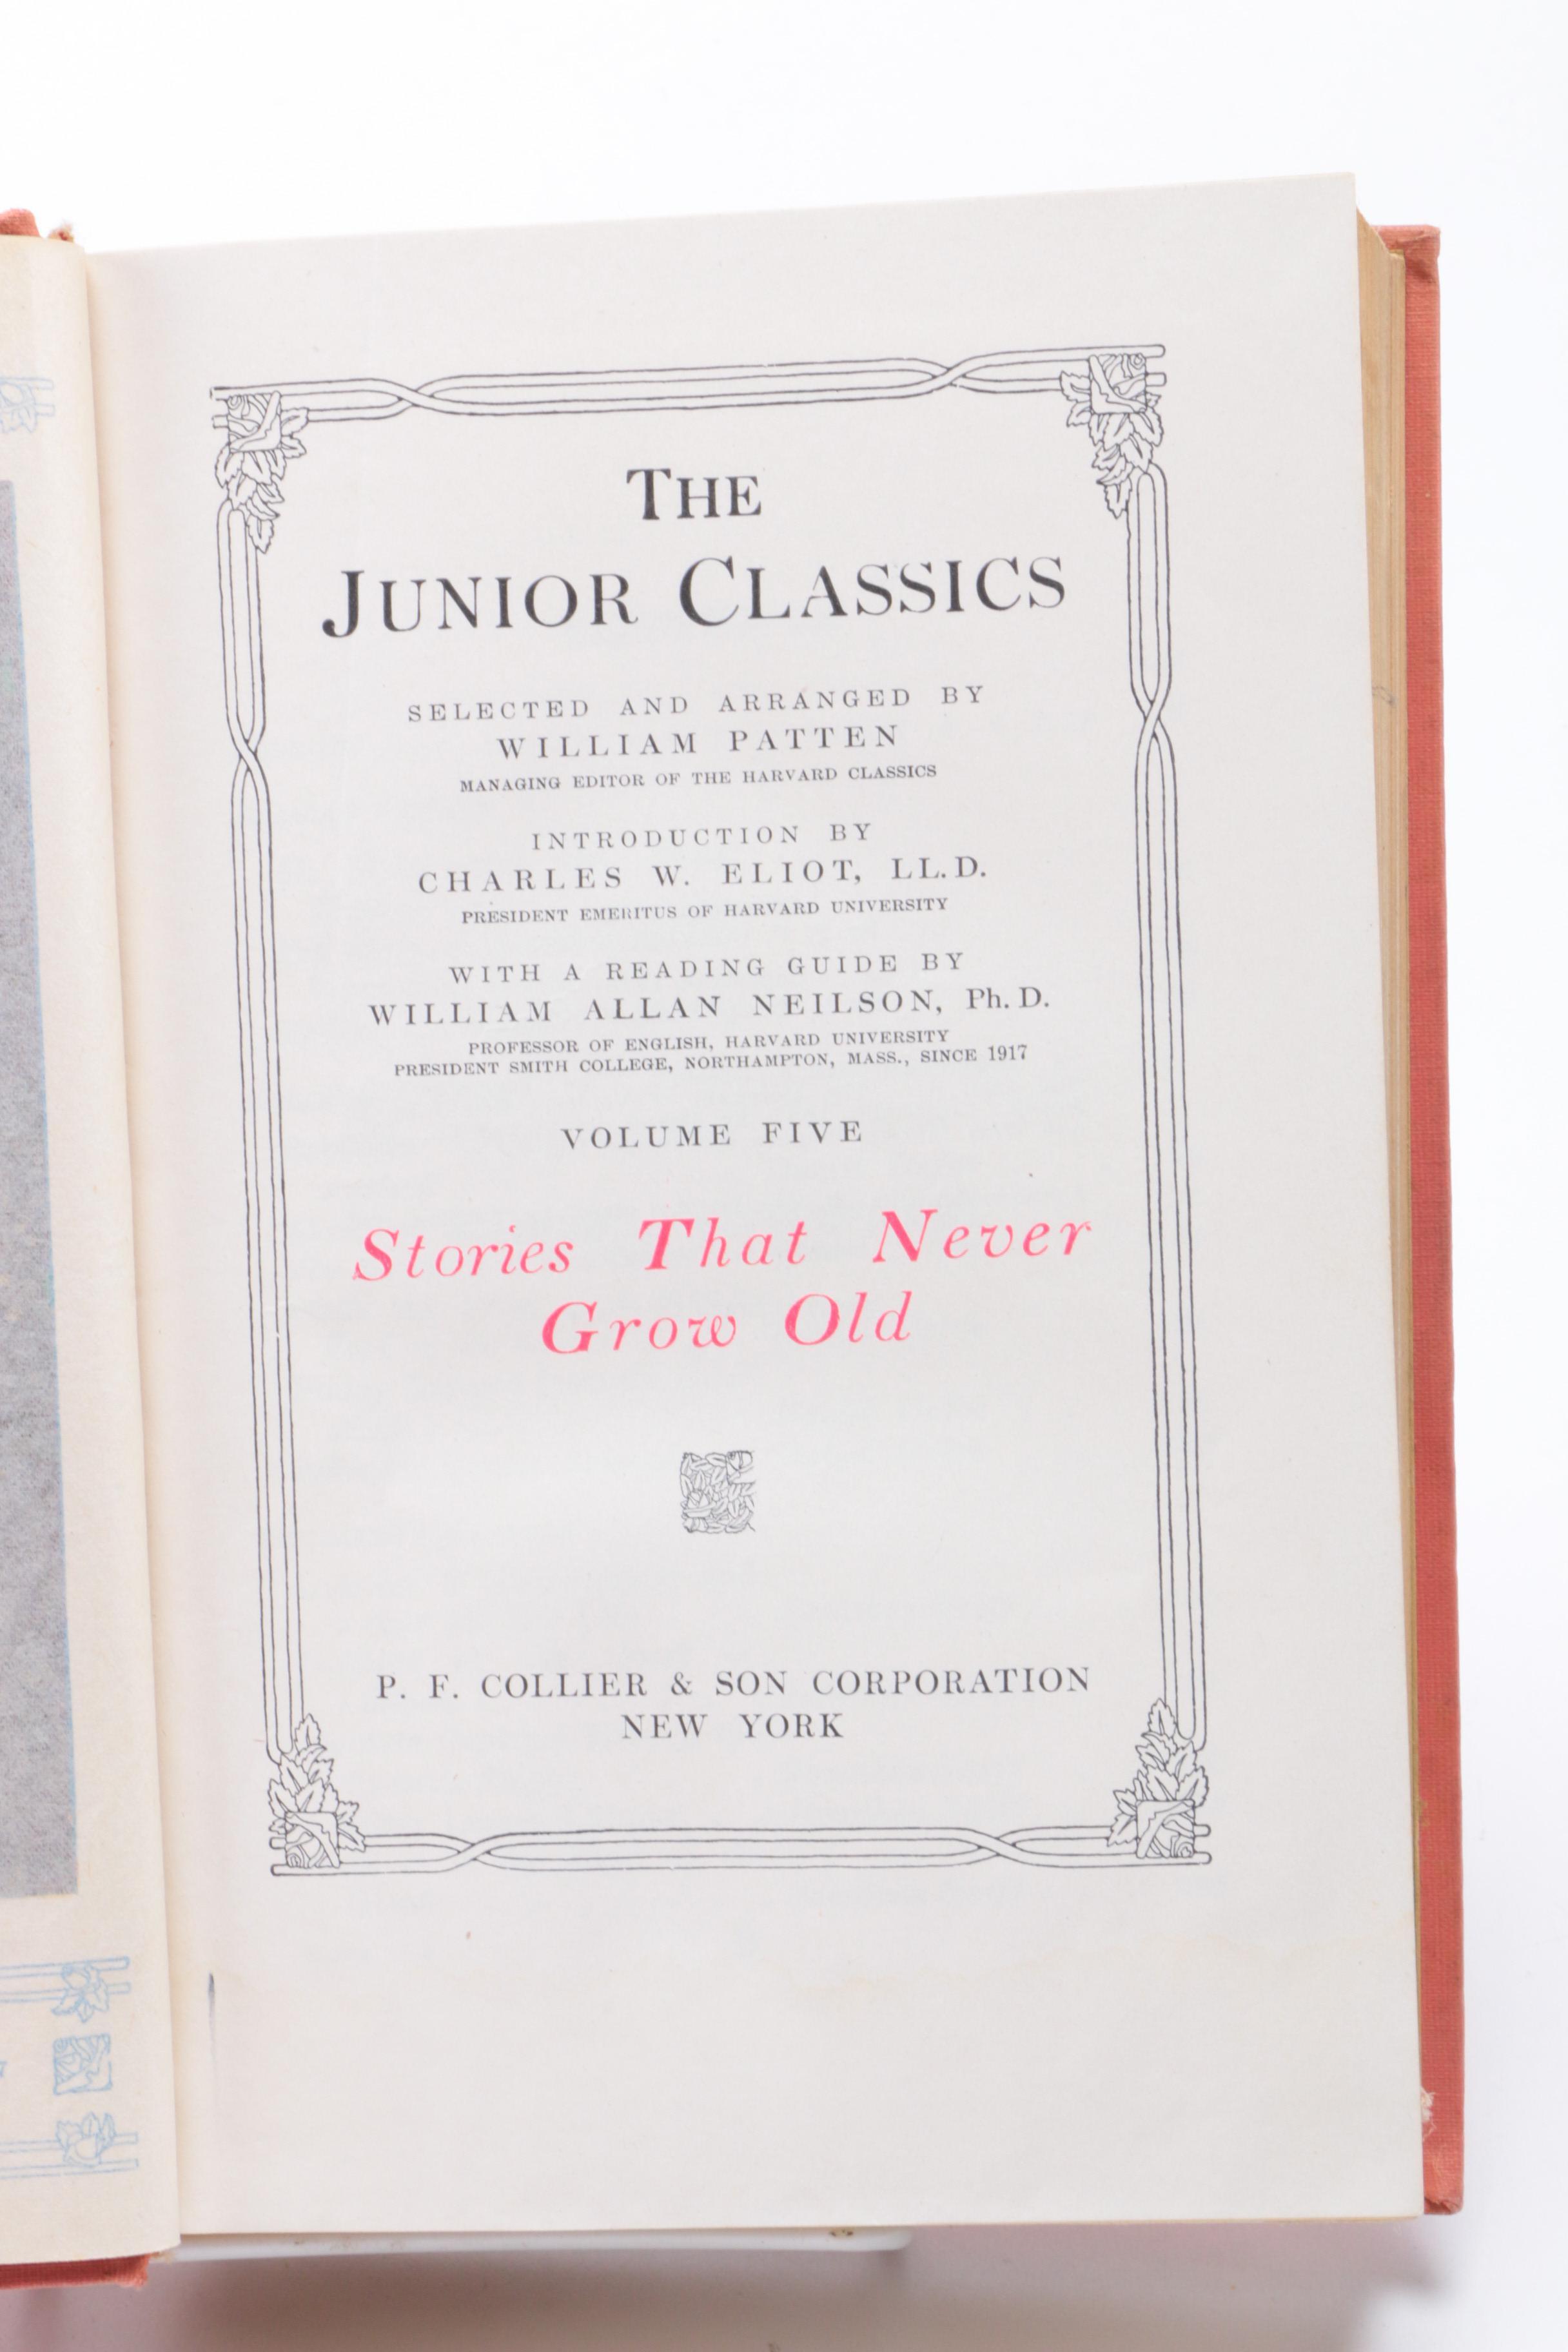 THE
JUNIOR CLASSICS
SELECTED AND ARRANGED BY
WILLIAM PATTEN
MANAGING EDITOR OF THE HARVARD CLASSICS
INTRODUCTION BY
CHARLES W. ELIOT, LL.D.
PRESIDENT EMERITUS OF HARVARD UNIVERSITY
WITH A READING GUIDE BY
WILLIAM ALLAN NEILSON, Ph.D.
PROFESSOR OF ENGLISH, HARVARD UNIVERSITY
PRESIDENT SMITH COLLEGE, NORTHAMPTON, MASS., SINCE 1917
VOLUME FIVE
Stories That Never
Grow Old
P. F. COLLIER & SON CORPORATION
NEW YORK